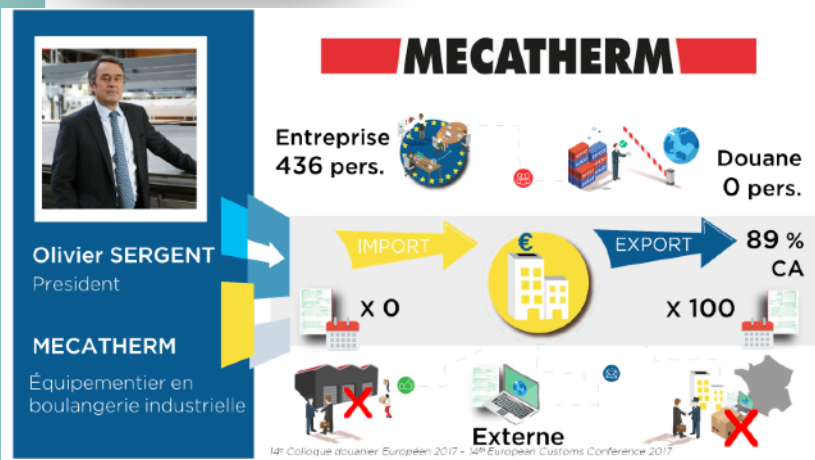 MECATHERM
Entreprise
436 pers.
Douane
0 pers.
Olivier SERGENT
President
IMPORT
€
EXPORT
89 %
CA
X 0
X 100
MECATHERM
Équipementier en
boulangerie industrielle
Externe
14e Colloque douanier Européen 2017 - 14th European Customs Conference 2017